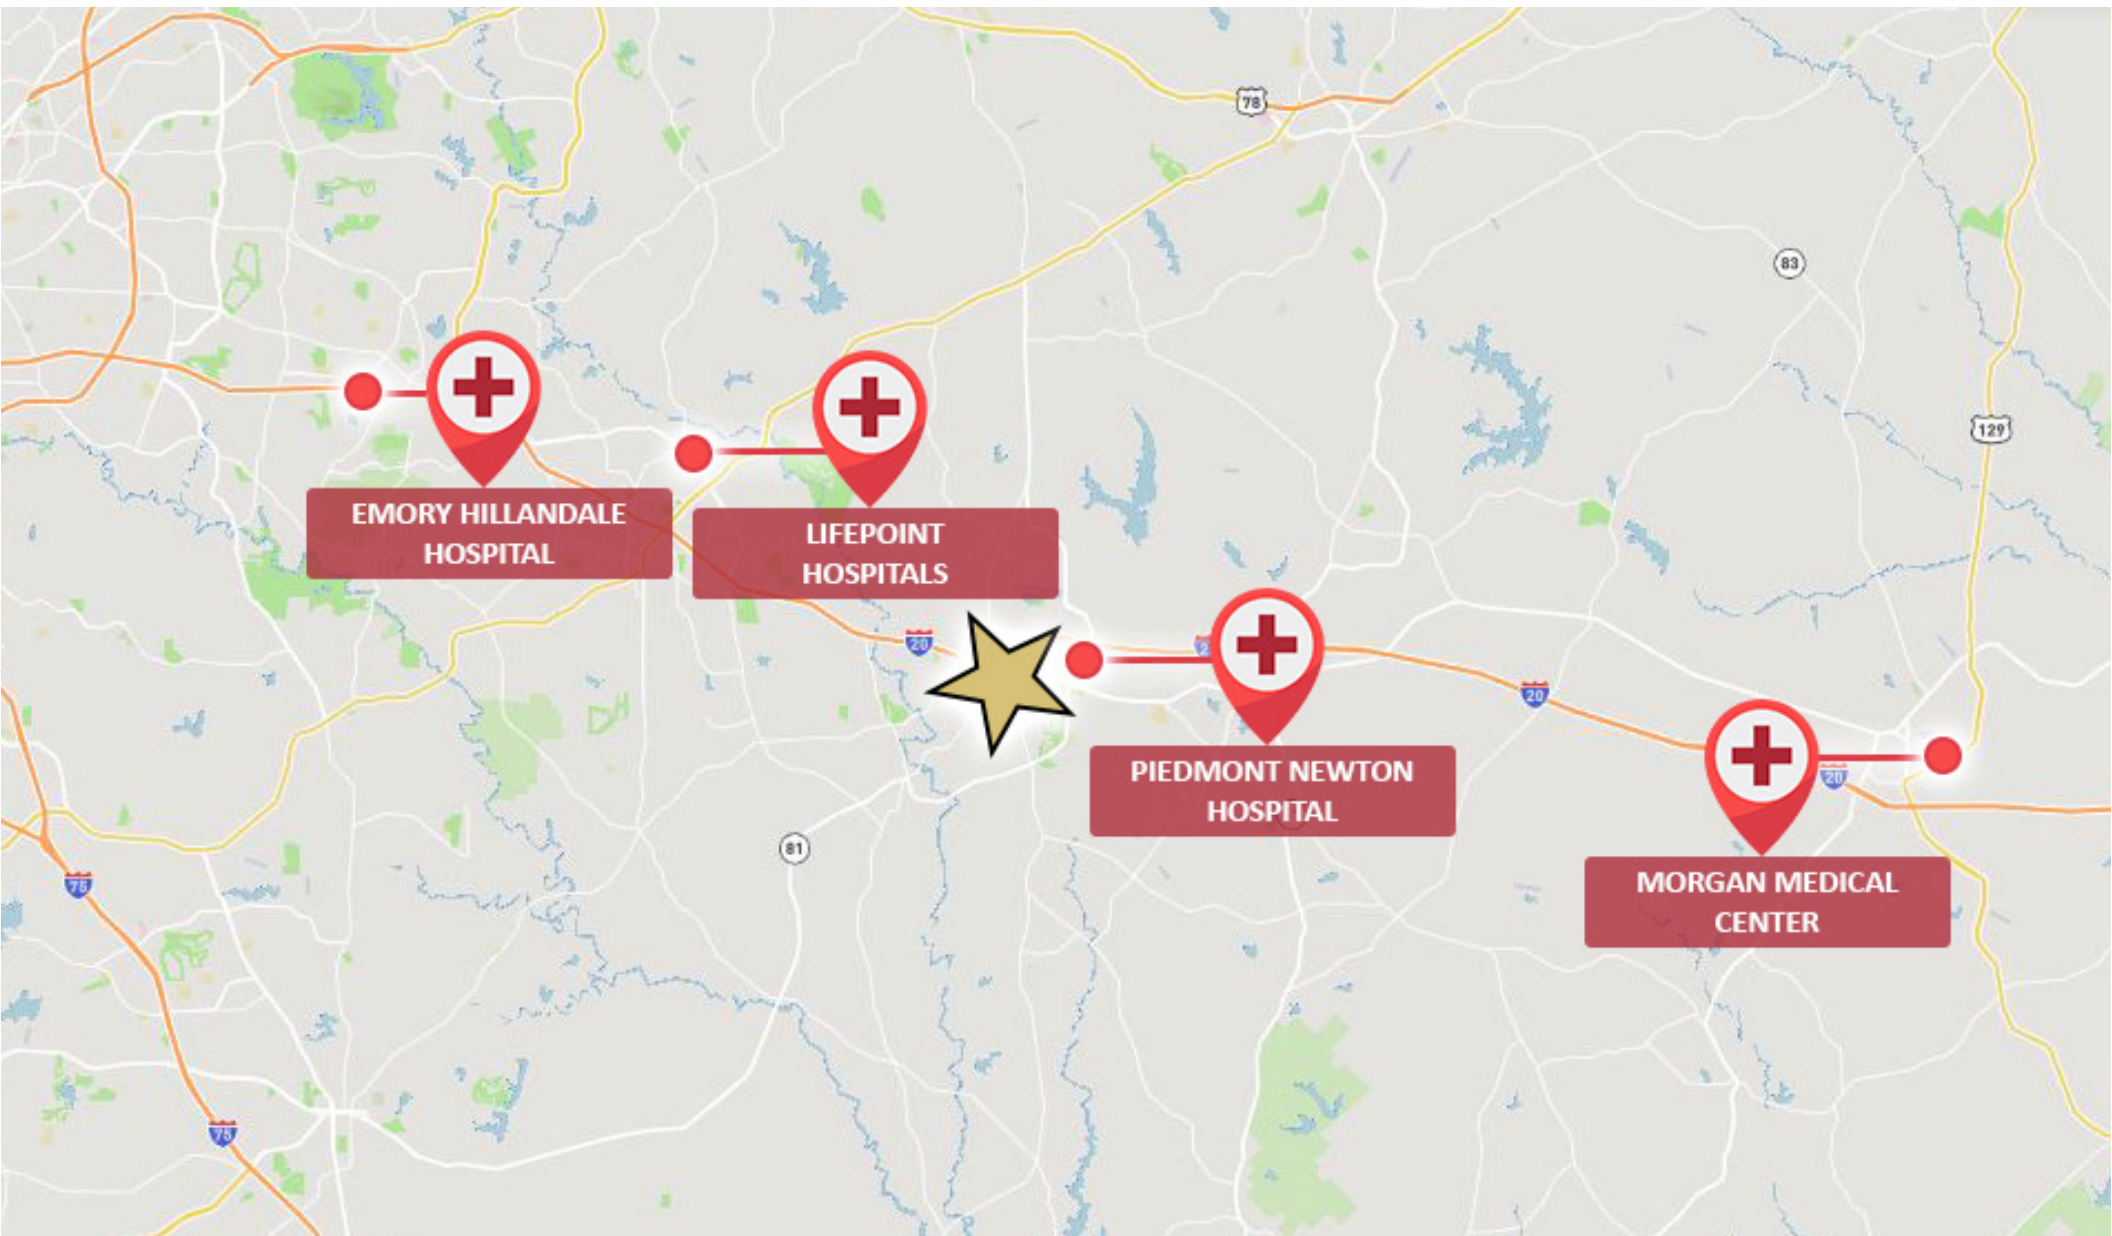 78
83
129
EMORY HILLANDALE
HOSPITAL
LIFEPOINT
HOSPITALS
20
20
PIEDMONT NEWTON
HOSPITAL
20
81
75
MORGAN MEDICAL
CENTER
75